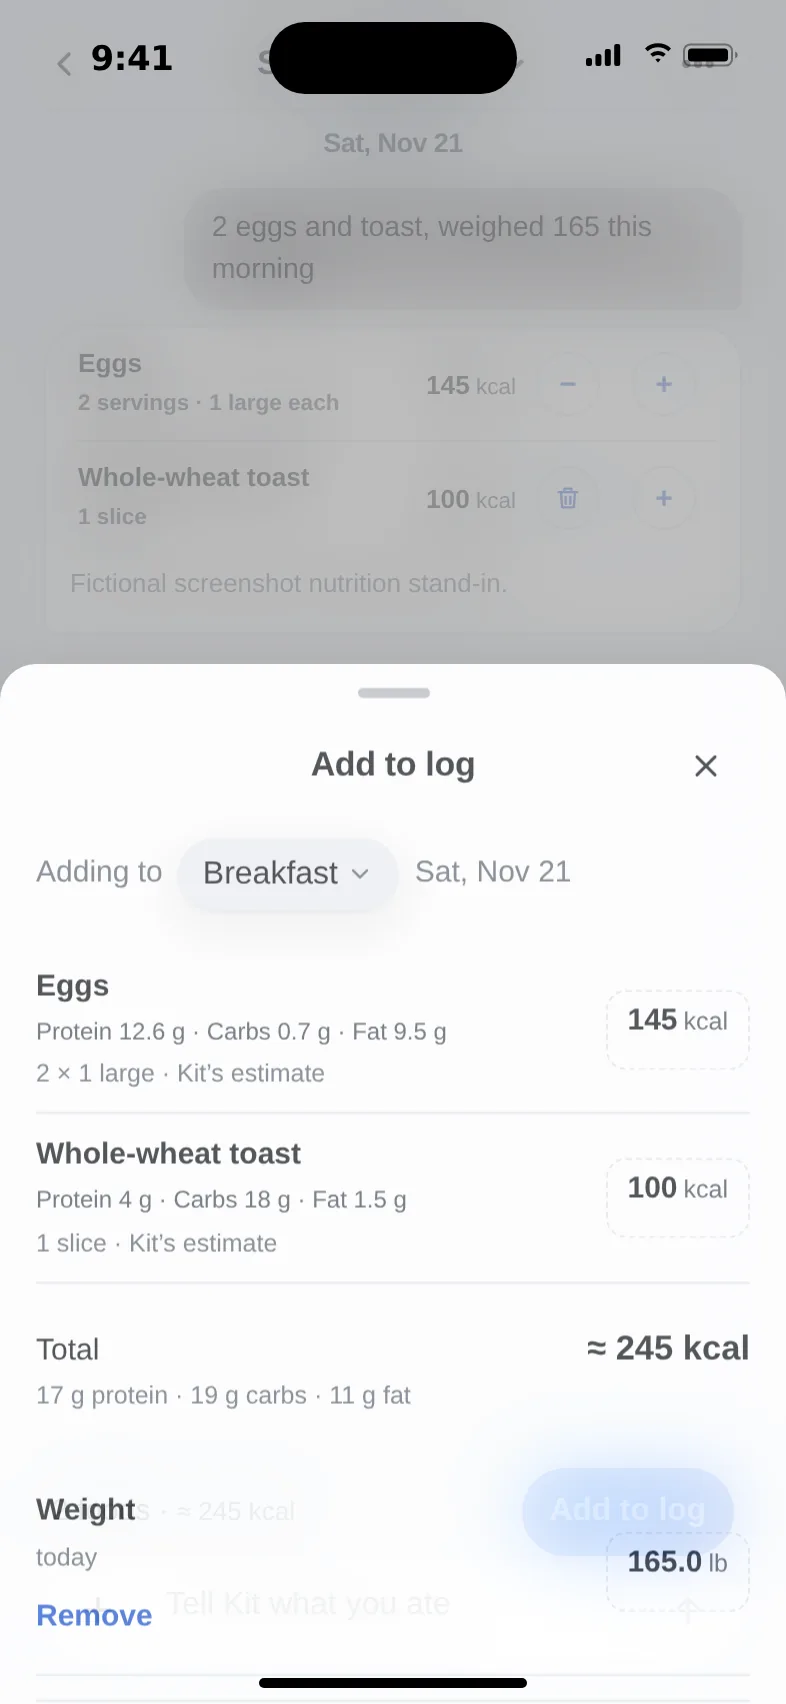 9:41
Sat, Nov 21
2 eggs and toast, weighed 165 this
morning
Eggs
2 servings · 1 large each
145 kcal
Whole-wheat toast
1 slice
100 kcal
Fictional screenshot nutrition stand-in.
Add to log
Adding to Breakfast Sat, Nov 21
Eggs
Protein 12.6 g · Carbs 0.7 g · Fat 9.5 g
2 × 1 large · Kit's estimate
145 kcal
Whole-wheat toast
Protein 4 g · Carbs 18 g · Fat 1.5 g
1 slice · Kit's estimate
100 kcal
Total
≈ 245 kcal
17 g protein · 19 g carbs · 11 g fat
Weight
· ≈ 245 kcal
Add to log
today
165.0 lb
Tell Kit what you ate
Remove